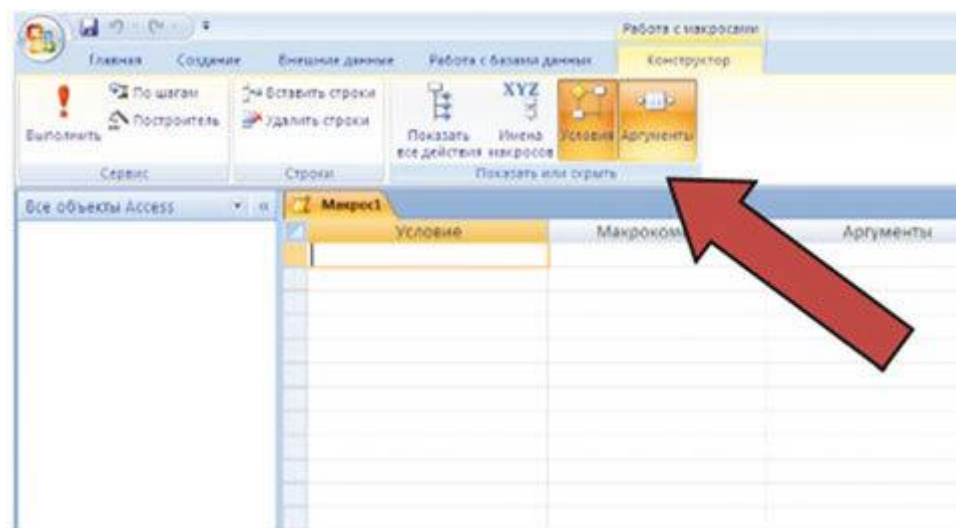 Работа с макросами
Главная Создание Внешние данные Работа с базами данных Конструктор
Выполнить
По шагам
Построитель
Сервис
Вставить строки
Удалить строки
Строки
Показать все действия
XYZ
Имена макросов
Условия
Аргументы
Показать или скрыть
Все объекты Access
Макрос1
Условие Макроком Аргументы